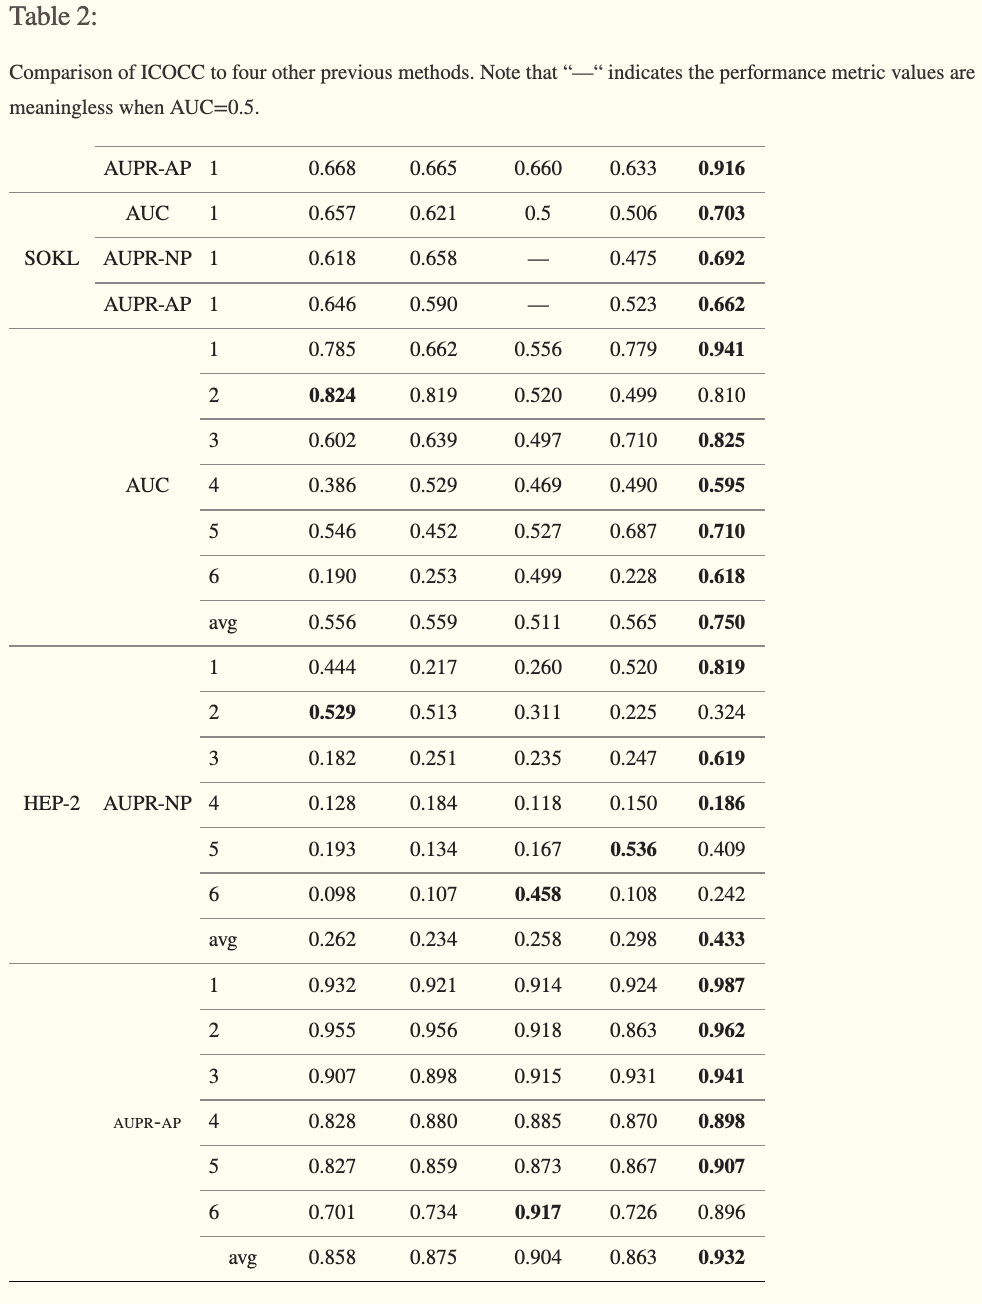 Table 2:
Comparison of ICOCC to four other previous methods. Note that “—“ indicates the performance metric values are
meaningless when AUC=0.5.
AUPR-AP 1 0.668 0.665 0.660 0.633 0.916
AUC 1 0.657 0.621 0.5 0.506 0.703
SOKL AUPR-NP 1 0.618 0.658 — 0.475 0.692
AUPR-AP 1 0.646 0.590 — 0.523 0.662
1 0.785 0.662 0.556 0.779 0.941
2 0.824 0.819 0.520 0.499 0.810
3 0.602 0.639 0.497 0.710 0.825
AUC 4 0.386 0.529 0.469 0.490 0.595
5 0.546 0.452 0.527 0.687 0.710
6 0.190 0.253 0.499 0.228 0.618
avg 0.556 0.559 0.511 0.565 0.750
1 0.444 0.217 0.260 0.520 0.819
2 0.529 0.513 0.311 0.225 0.324
3 0.182 0.251 0.235 0.247 0.619
HEP-2 AUPR-NP 4 0.128 0.184 0.118 0.150 0.186
5 0.193 0.134 0.167 0.536 0.409
6 0.098 0.107 0.458 0.108 0.242
avg 0.262 0.234 0.258 0.298 0.433
1 0.932 0.921 0.914 0.924 0.987
2 0.955 0.956 0.918 0.863 0.962
3 0.907 0.898 0.915 0.931 0.941
AUPR-AP 4 0.828 0.880 0.885 0.870 0.898
5 0.827 0.859 0.873 0.867 0.907
6 0.701 0.734 0.917 0.726 0.896
avg 0.858 0.875 0.904 0.863 0.932